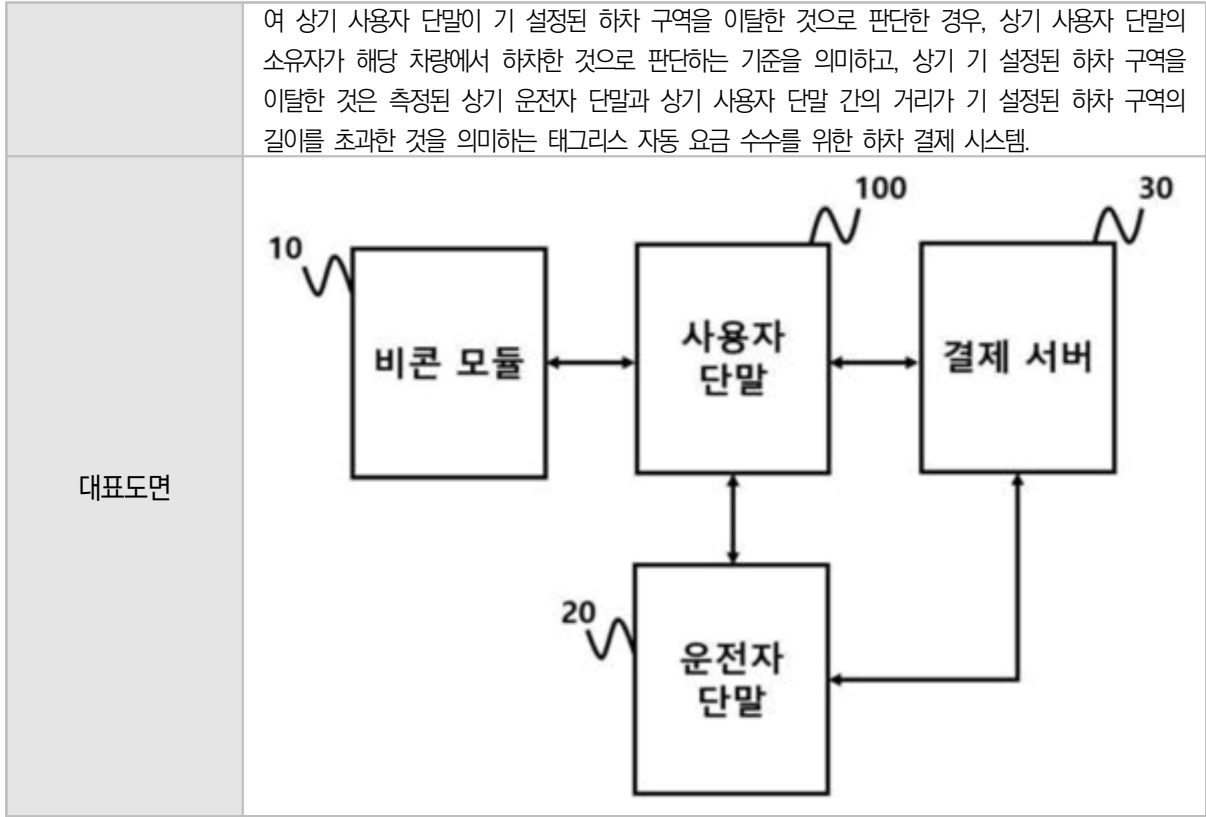 여 상기 사용자 단말이 기 설정된 하차 구역을 이탈한 것으로 판단한 경우, 상기 사용자 단말의
소유자가 해당 차량에서 하차한 것으로 판단하는 기준을 의미하고, 상기 기 설정된 하차 구역을
이탈한 것은 측정된 상기 운전자 단말과 상기 사용자 단말 간의 거리가 기 설정된 하차 구역의
길이를 초과한 것을 의미하는 태그리스 자동 요금 수수를 위한 하차 결제 시스템.
대표도면
10
100
30
비콘 모듈
사용자
단말
결제 서버
20
운전자
단말